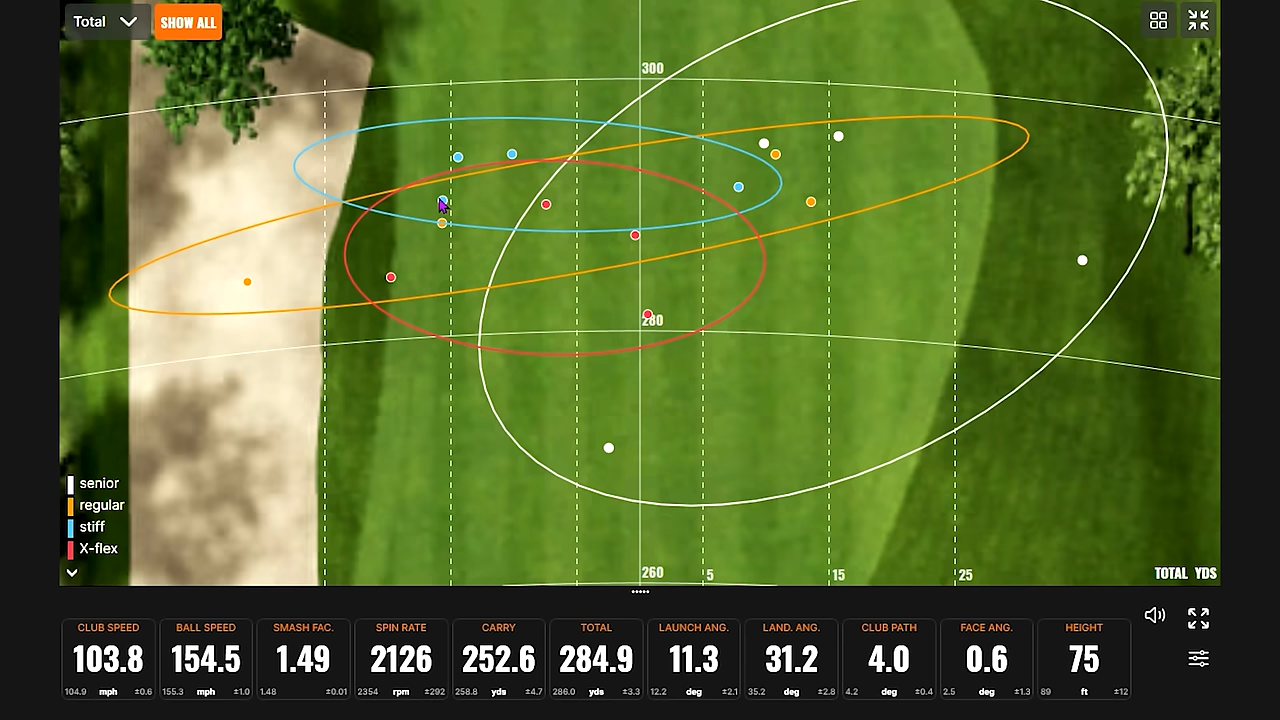 Total
SHOW ALL
300
280
260
5
15
25
TOTAL YDS
senior
regular
stiff
X-flex
CLUB SPEED
103.8
104.9 mph ±0.6
BALL SPEED
154.5
155.3 mph ±1.0
SMASH FAC.
1.49
1.48 ±0.01
SPIN RATE
2126
2354 rpm ±292
CARRY
252.6
258.8 yds ±4.7
TOTAL
284.9
286.0 yds ±3.3
LAUNCH ANG.
11.3
12.2 deg ±2.1
LAND. ANG.
31.2
35.2 deg ±2.8
CLUB PATH
4.0
4.2 deg ±0.4
FACE ANG.
0.6
2.5 deg ±1.3
HEIGHT
75
89 ft ±12